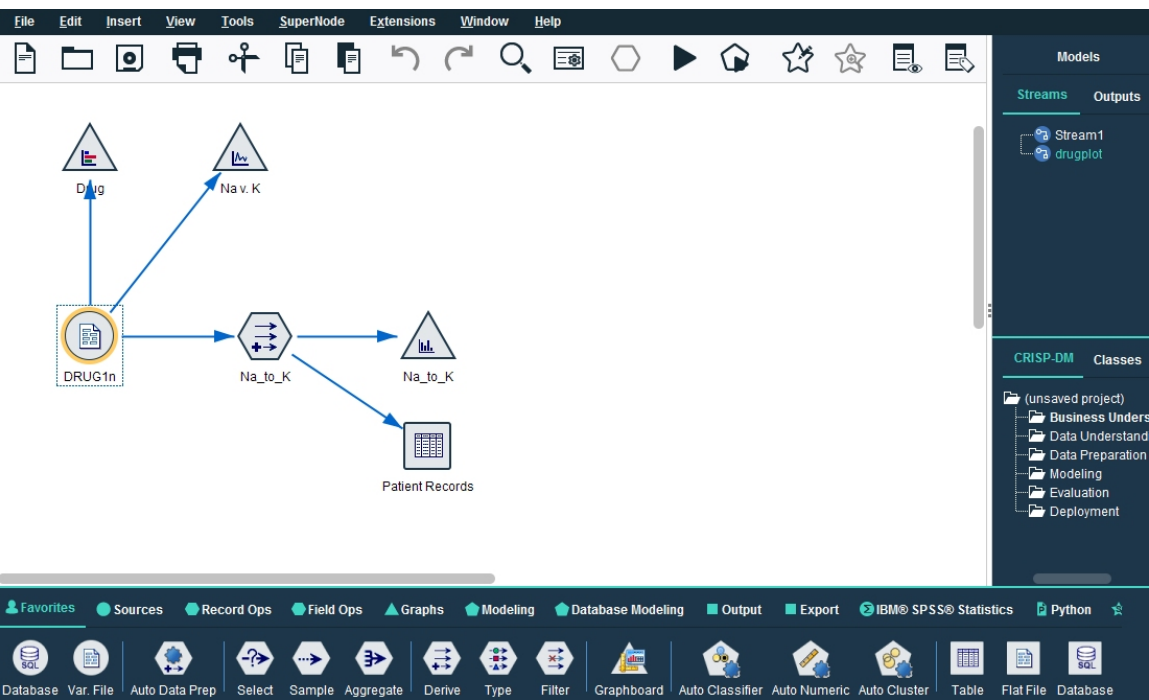 File Edit Insert View Tools SuperNode Extensions Window Help
Models
Streams Outputs
Stream1
drugplot
Drug
Na v. K
DRUG1n
Na_to_K
Na_to_K
Patient Records
CRISP-DM Classes
(unsaved project)
Business Unders
Data Understand
Data Preparation
Modeling
Evaluation
Deployment
Favorites Sources Record Ops Field Ops Graphs Modeling Database Modeling Output Export IBM® SPSS® Statistics Python
SQL SQL
Database Var. File Auto Data Prep Select Sample Aggregate Derive Type Filter Graphboard Auto Classifier Auto Numeric Auto Cluster Table Flat File Database